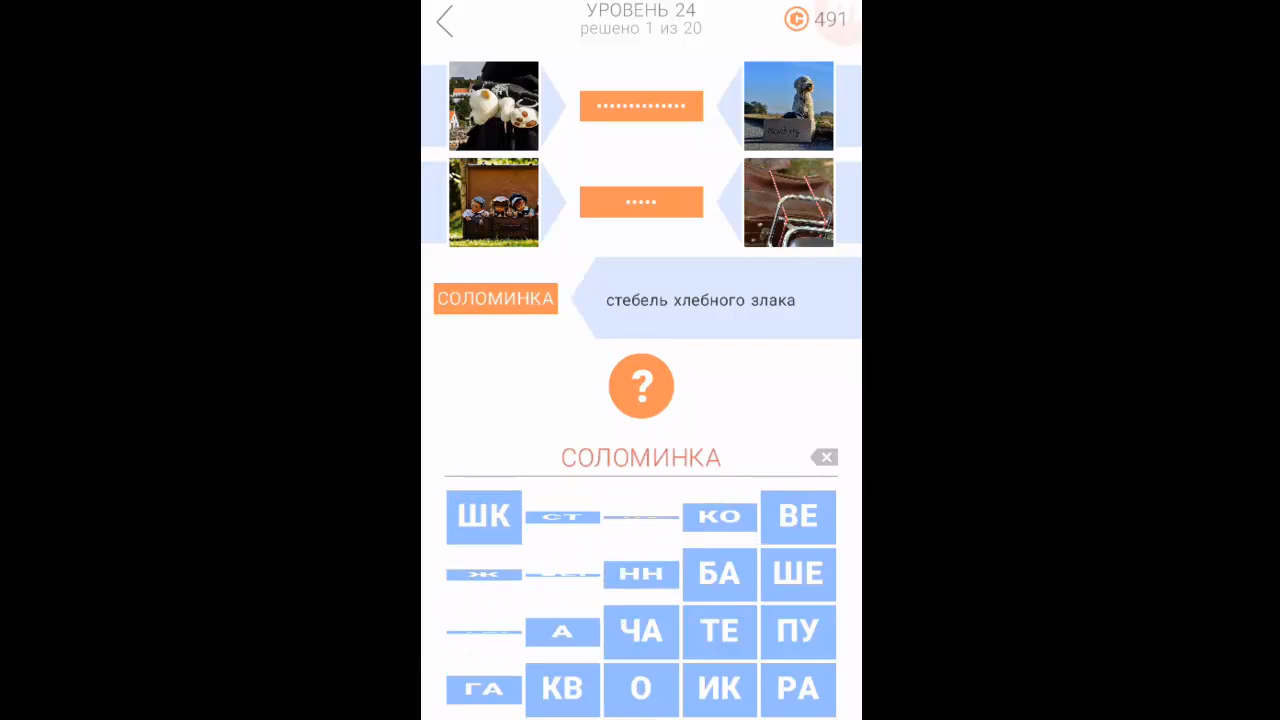 УРОВЕНЬ 24
решено 1 из 20
491
СОЛОМИНКА
стебель хлебного злака
?
СОЛОМИНКА
ШК СТ КО ВЕ
Ж НН БА ШЕ
А ЧА ТЕ ПУ
ГА КВ О ИК РА